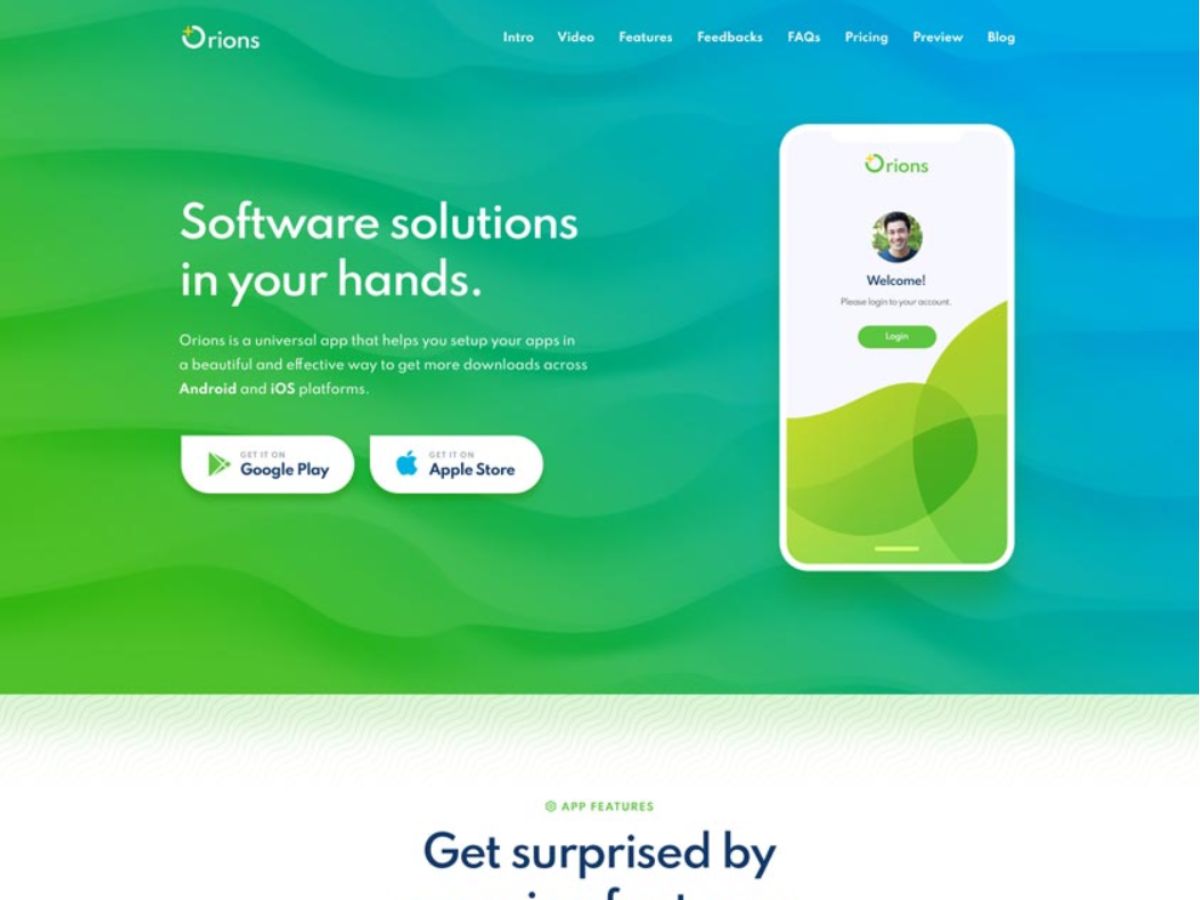 Orions
Intro Video Features Feedbacks FAQs Pricing Preview Blog
Software solutions
in your hands.
Orions is a universal app that helps you setup your apps in
a beautiful and effective way to get more downloads across
Android and iOS platforms.
GET IT ON
Google Play
GET IT ON
Apple Store
Orions
Welcome!
Please login to your account.
Login
APP FEATURES
Get surprised by